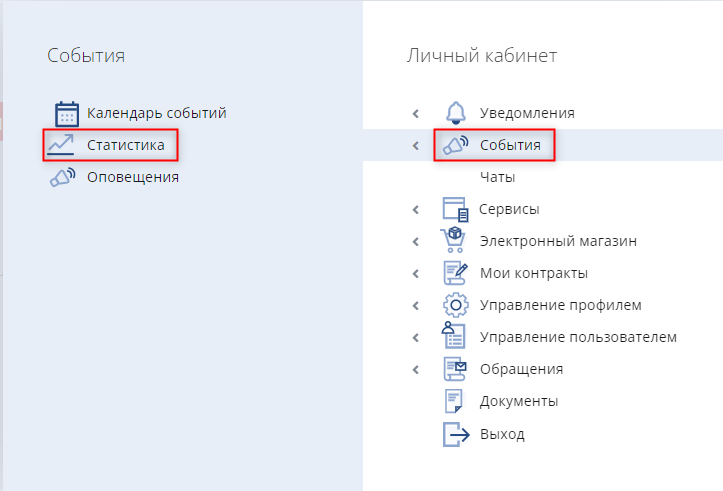 События
Календарь событий
Статистика
Оповещения
Личный кабинет
Уведомления
События
Чаты
Сервисы
Электронный магазин
Мои контракты
Управление профилем
Управление пользователем
Обращения
Документы
Выход